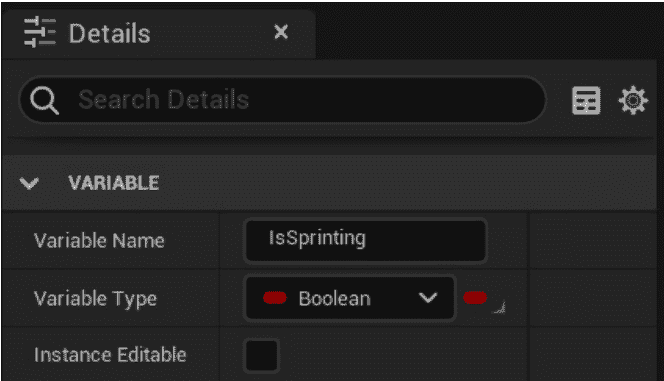 Details
Search Details
VARIABLE
Variable Name IsSprinting
Variable Type Boolean
Instance Editable